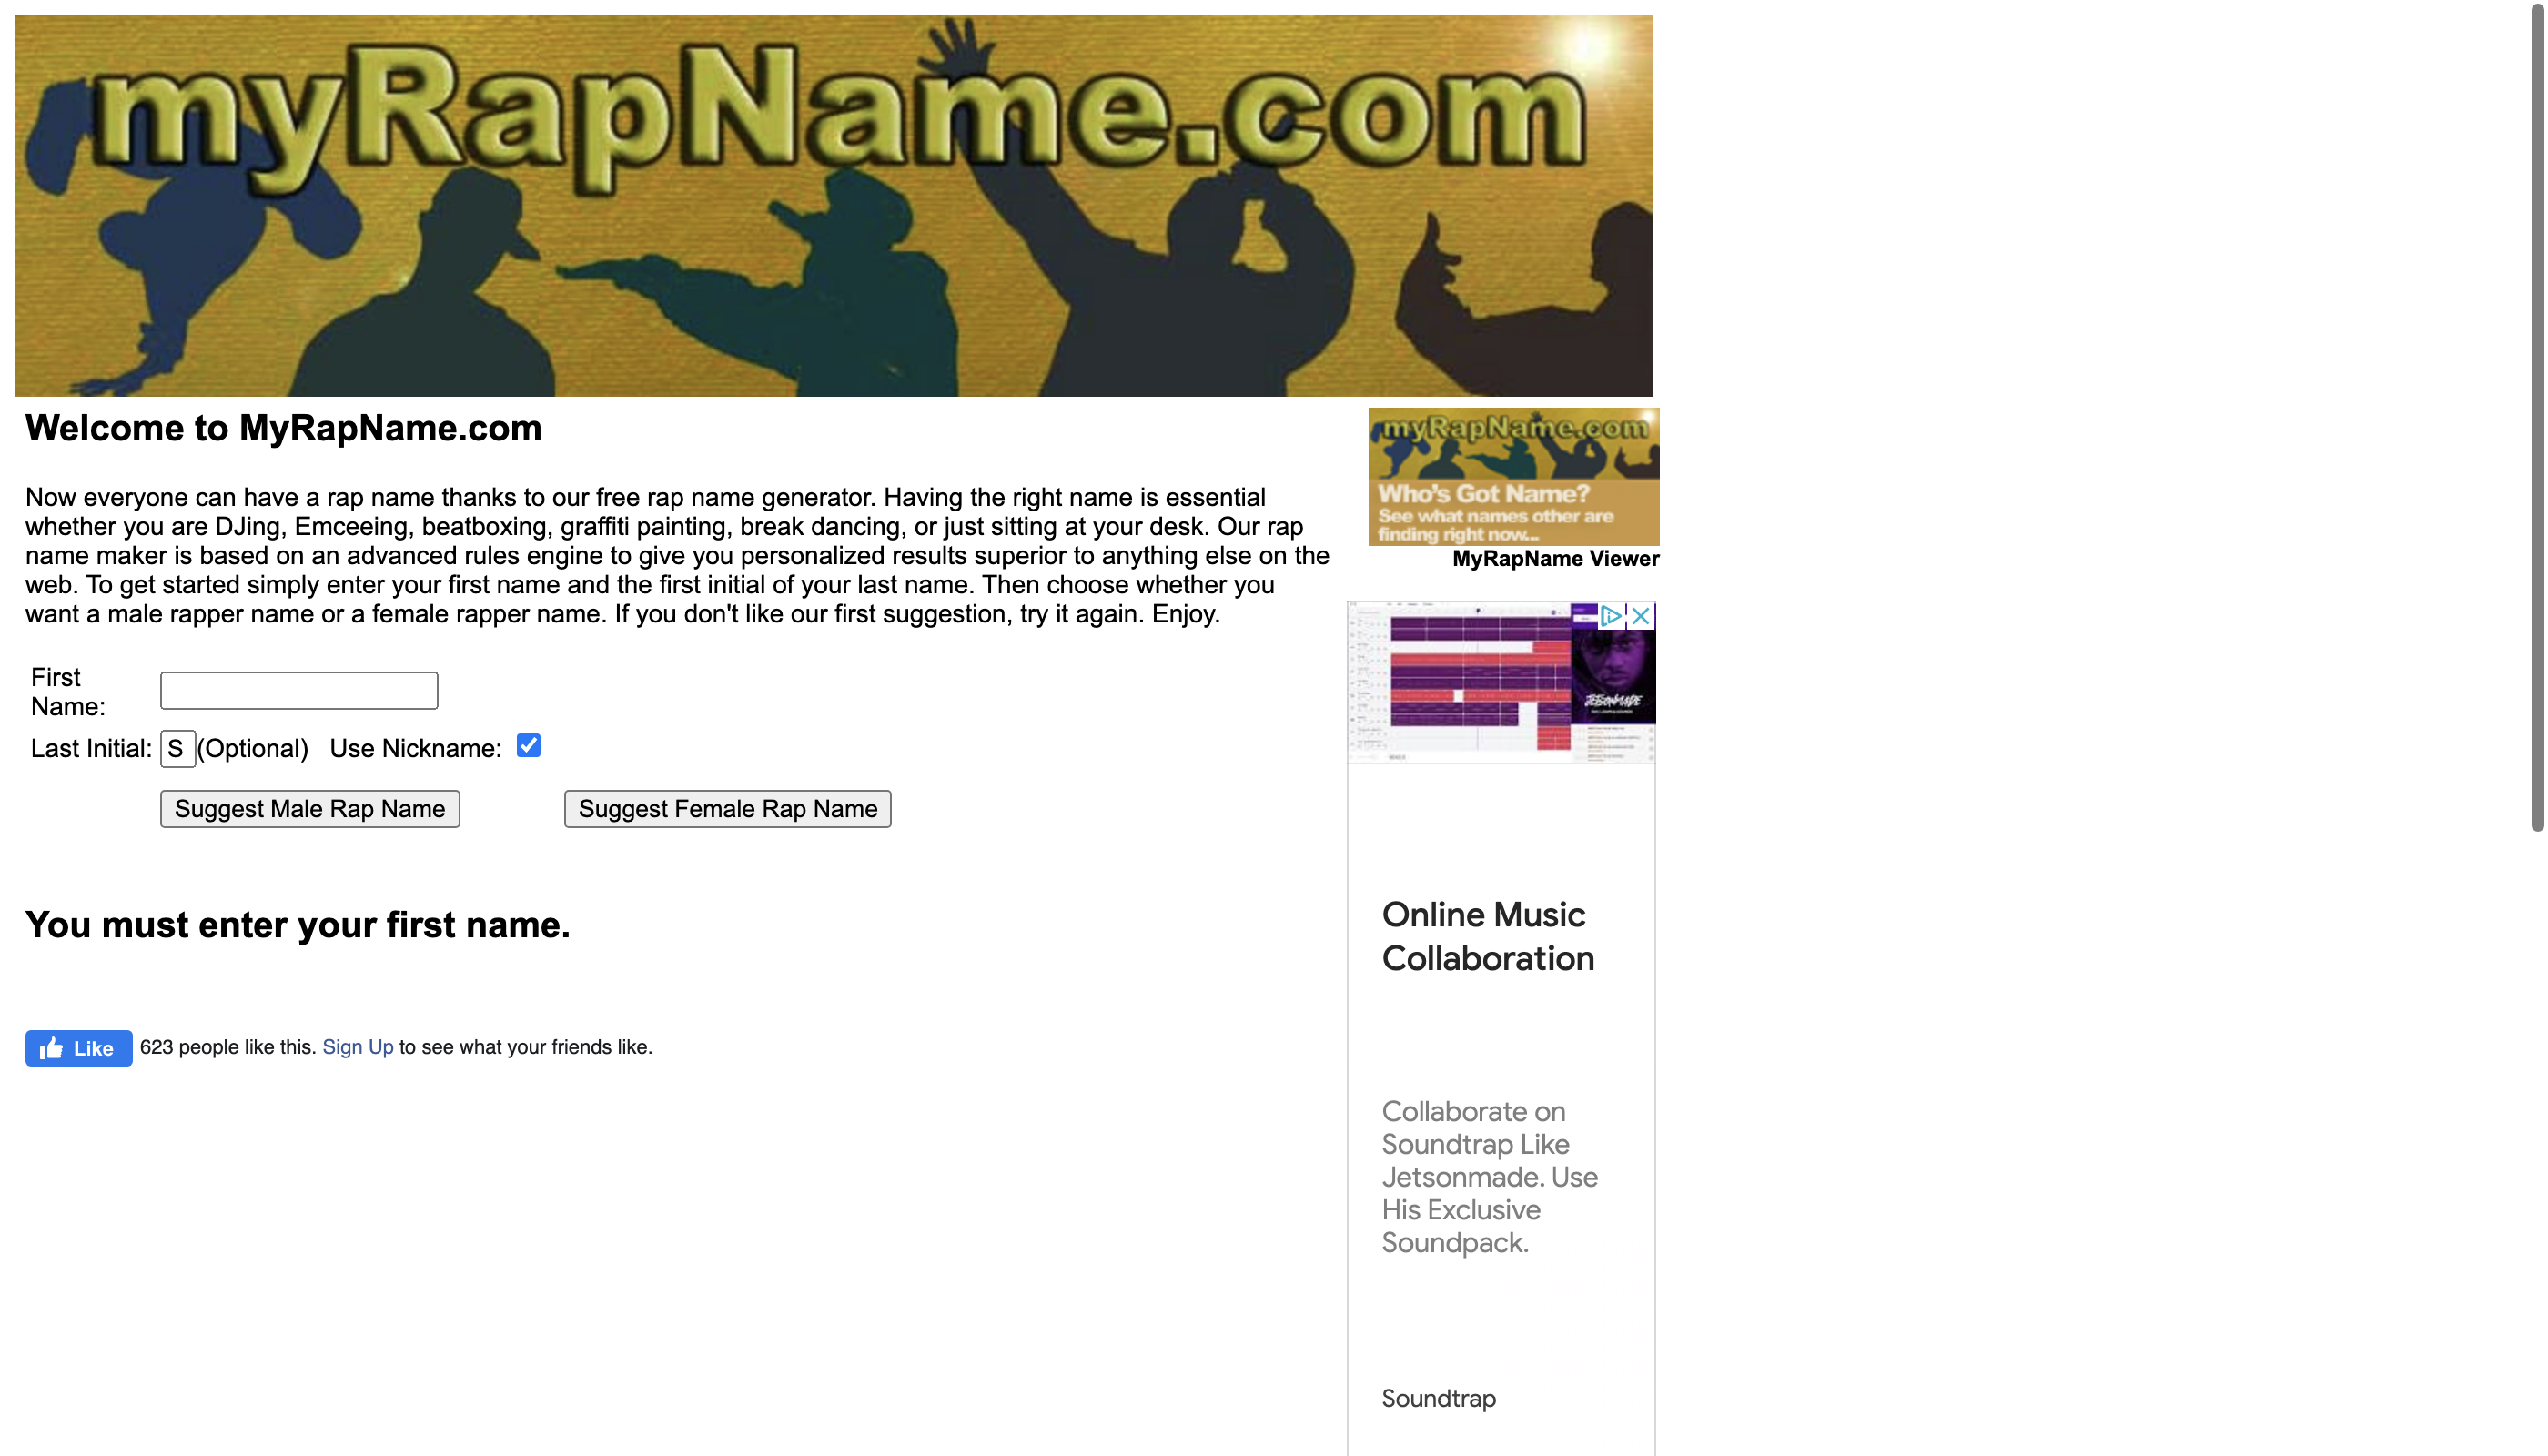 myRapName.com
Welcome to MyRapName.com
Now everyone can have a rap name thanks to our free rap name generator. Having the right name is essential
whether you are DJing, Emceeing, beatboxing, graffiti painting, break dancing, or just sitting at your desk. Our rap
name maker is based on an advanced rules engine to give you personalized results superior to anything else on the
web. To get started simply enter your first name and the first initial of your last name. Then choose whether you
want a male rapper name or a female rapper name. If you don't like our first suggestion, try it again. Enjoy.
First
Name:
Last Initial: S (Optional) Use Nickname:
Suggest Male Rap Name Suggest Female Rap Name
You must enter your first name.
Like 623 people like this. Sign Up to see what your friends like.
myRapName.com
Who's Got Name?
See what names other are
finding right now...
MyRapName Viewer
JETSONMADE
Online Music
Collaboration
Collaborate on
Soundtrap Like
Jetsonmade. Use
His Exclusive
Soundpack.
Soundtrap